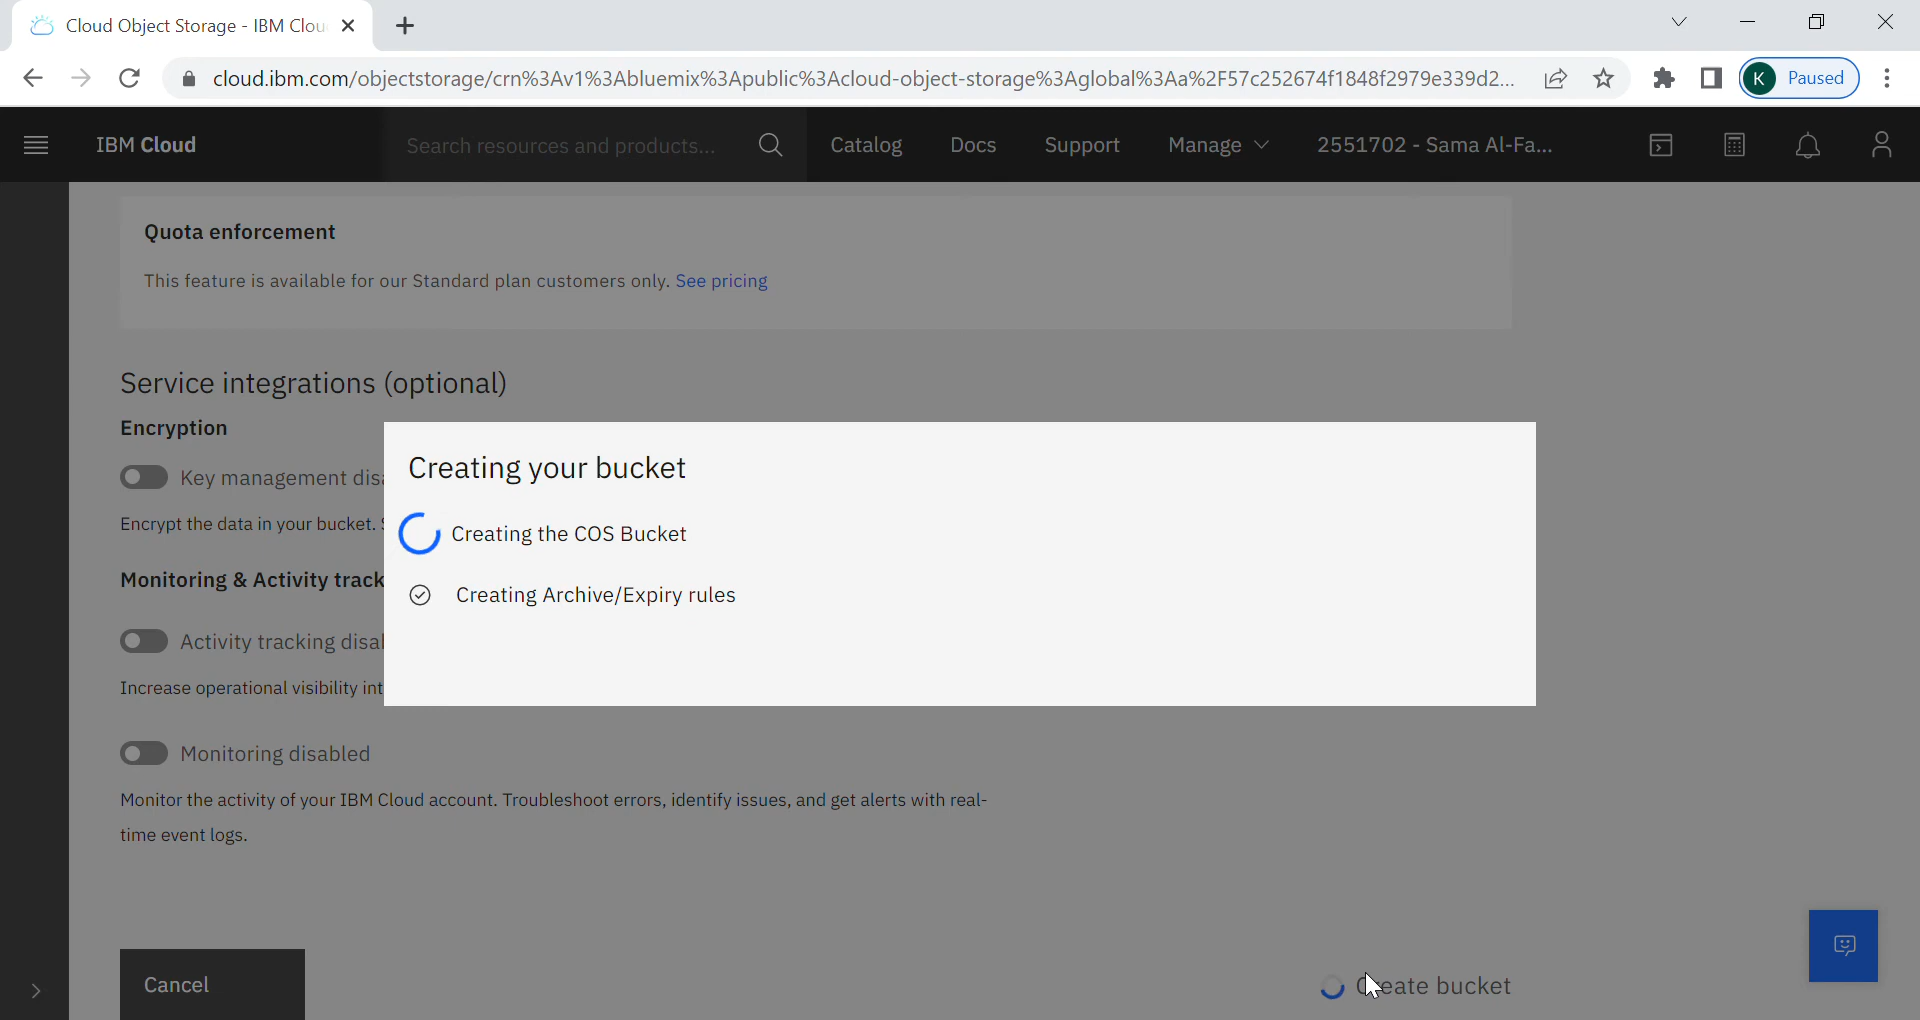 Cloud Object Storage - IBM Clou
cloud.ibm.com/objectstorage/crn%3Av1%3Abluemix%3Apublic%3Acloud-object-storage%3Aglobal%3Aa%2F57c252674f1848f2979e339d2...
K Paused
IBM Cloud
Search resources and products...
Catalog
Docs
Support
Manage
2551702 - Sama Al-Fa...
Quota enforcement
This feature is available for our Standard plan customers only. See pricing
Service integrations (optional)
Encryption
Key management disa
Encrypt the data in your bucket.
Monitoring & Activity track
Activity tracking disab
Increase operational visibility int
Creating your bucket
Creating the COS Bucket
Creating Archive/Expiry rules
Monitoring disabled
Monitor the activity of your IBM Cloud account. Troubleshoot errors, identify issues, and get alerts with real-
time event logs.
Cancel
Create bucket